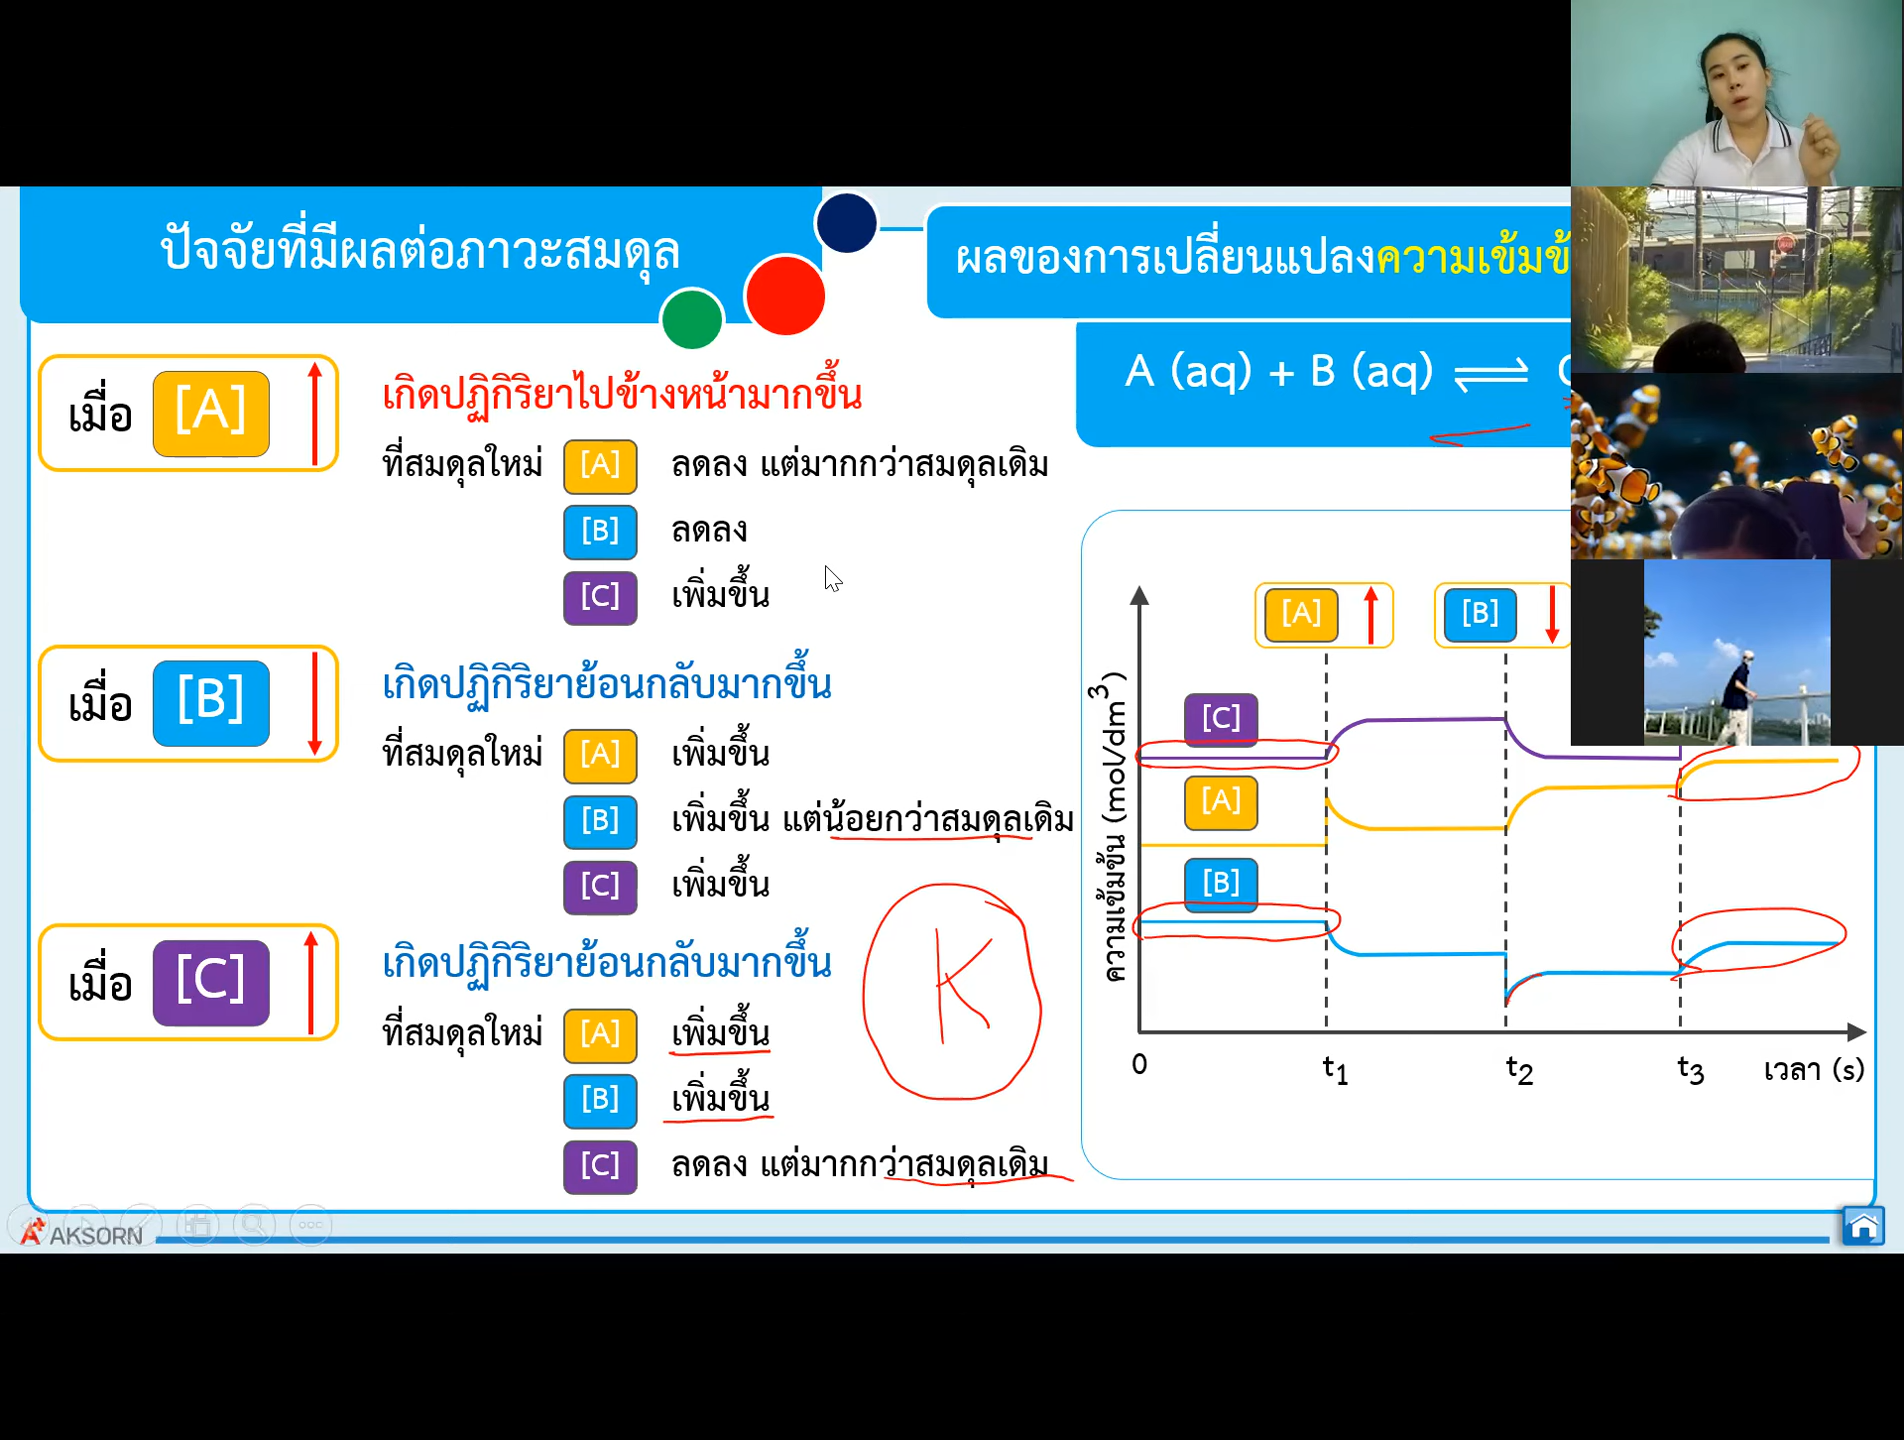 ปัจจัยที่มีผลต่อภาวะสมดุล
ผลของการเปลี่ยนแปลงความเข้มข้
A (aq) + B (aq) ⇌
เมื่อ [A]
เกิดปฏิกิริยาไปข้างหน้ามากขึ้น
ที่สมดุลใหม่ [A] ลดลง แต่มากกว่าสมดุลเดิม
[B] ลดลง
[C] เพิ่มขึ้น
เมื่อ [B]
เกิดปฏิกิริยาย้อนกลับมากขึ้น
ที่สมดุลใหม่ [A] เพิ่มขึ้น
[B] เพิ่มขึ้น แต่น้อยกว่าสมดุลเดิม
[C] เพิ่มขึ้น
เมื่อ [C]
เกิดปฏิกิริยาย้อนกลับมากขึ้น
ที่สมดุลใหม่ [A] เพิ่มขึ้น
[B] เพิ่มขึ้น
[C] ลดลง แต่มากกว่าสมดุลเดิม
K
[A] [B]
ความเข้มข้น (mol/dm³)
[C]
[A]
[B]
0 t₁ t₂ t₃ เวลา (s)
AKSORN